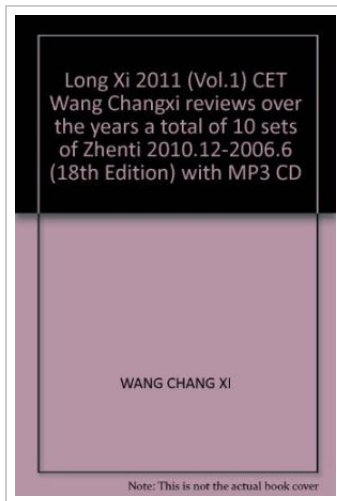 Long Xi 2011 (Vol.1) CET
Wang Changxi reviews over
the years a total of 10 sets
of Zhenti 2010.12-2006.6
(18th Edition) with MP3 CD
WANG CHANG XI
Note: This is not the actual book cover